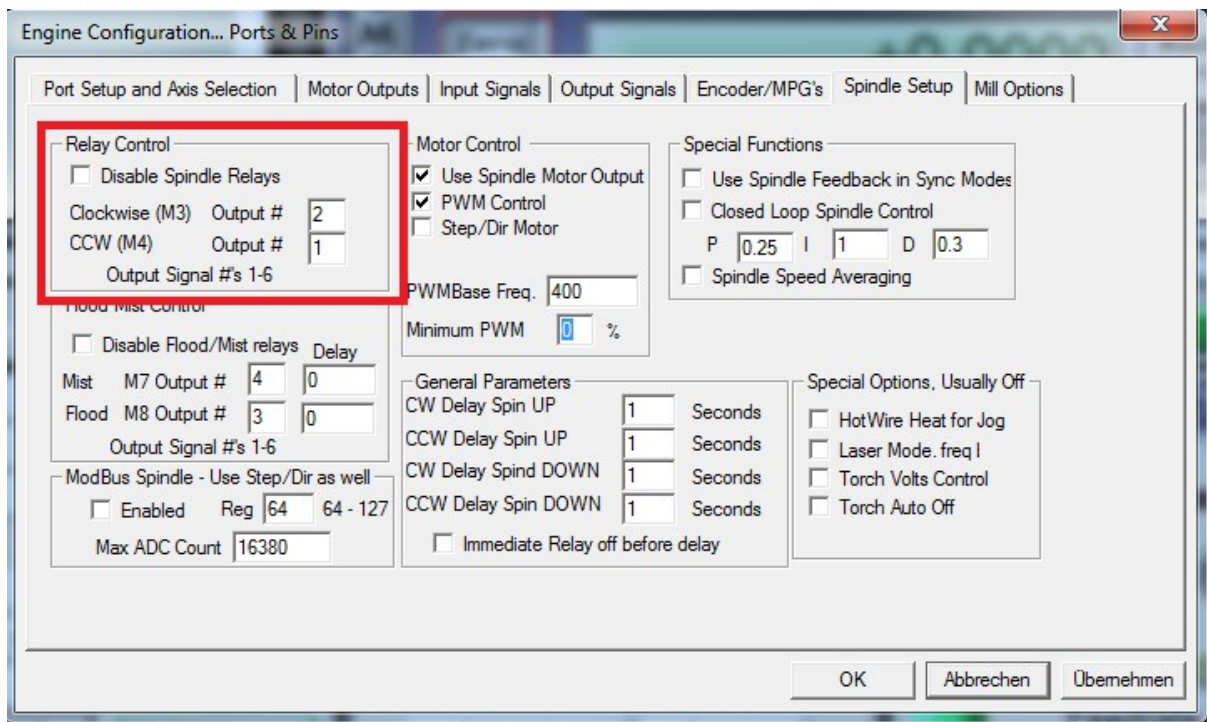 Engine Configuration... Ports & Pins
+0.0000
Port Setup and Axis Selection
Motor Outputs
Input Signals
Output Signals
Encoder/MPG's
Spindle Setup
Mill Options
Relay Control
Disable Spindle Relays
Clockwise (M3) Output # 2
CCW (M4) Output # 1
Output Signal #'s 1-6
Flood Mist Control
Disable Flood/Mist relays Delay
Mist M7 Output # 4 0
Flood M8 Output # 3 0
Output Signal #'s 1-6
ModBus Spindle - Use Step/Dir as well
Enabled Reg 64 64 - 127
Max ADC Count 16380
Motor Control
Use Spindle Motor Output
PWM Control
Step/Dir Motor
PWMBase Freq. 400
Minimum PWM 0 %
General Parameters
CW Delay Spin UP 1 Seconds
CCW Delay Spin UP 1 Seconds
CW Delay Spind DOWN 1 Seconds
CCW Delay Spin DOWN 1 Seconds
Immediate Relay off before delay
Special Functions
Use Spindle Feedback in Sync Modes
Closed Loop Spindle Control
P 0.25 I 1 D 0.3
Spindle Speed Averaging
Special Options, Usually Off
HotWire Heat for Jog
Laser Mode. freq I
Torch Volts Control
Torch Auto Off
OK
Abbrechen
Übernehmen